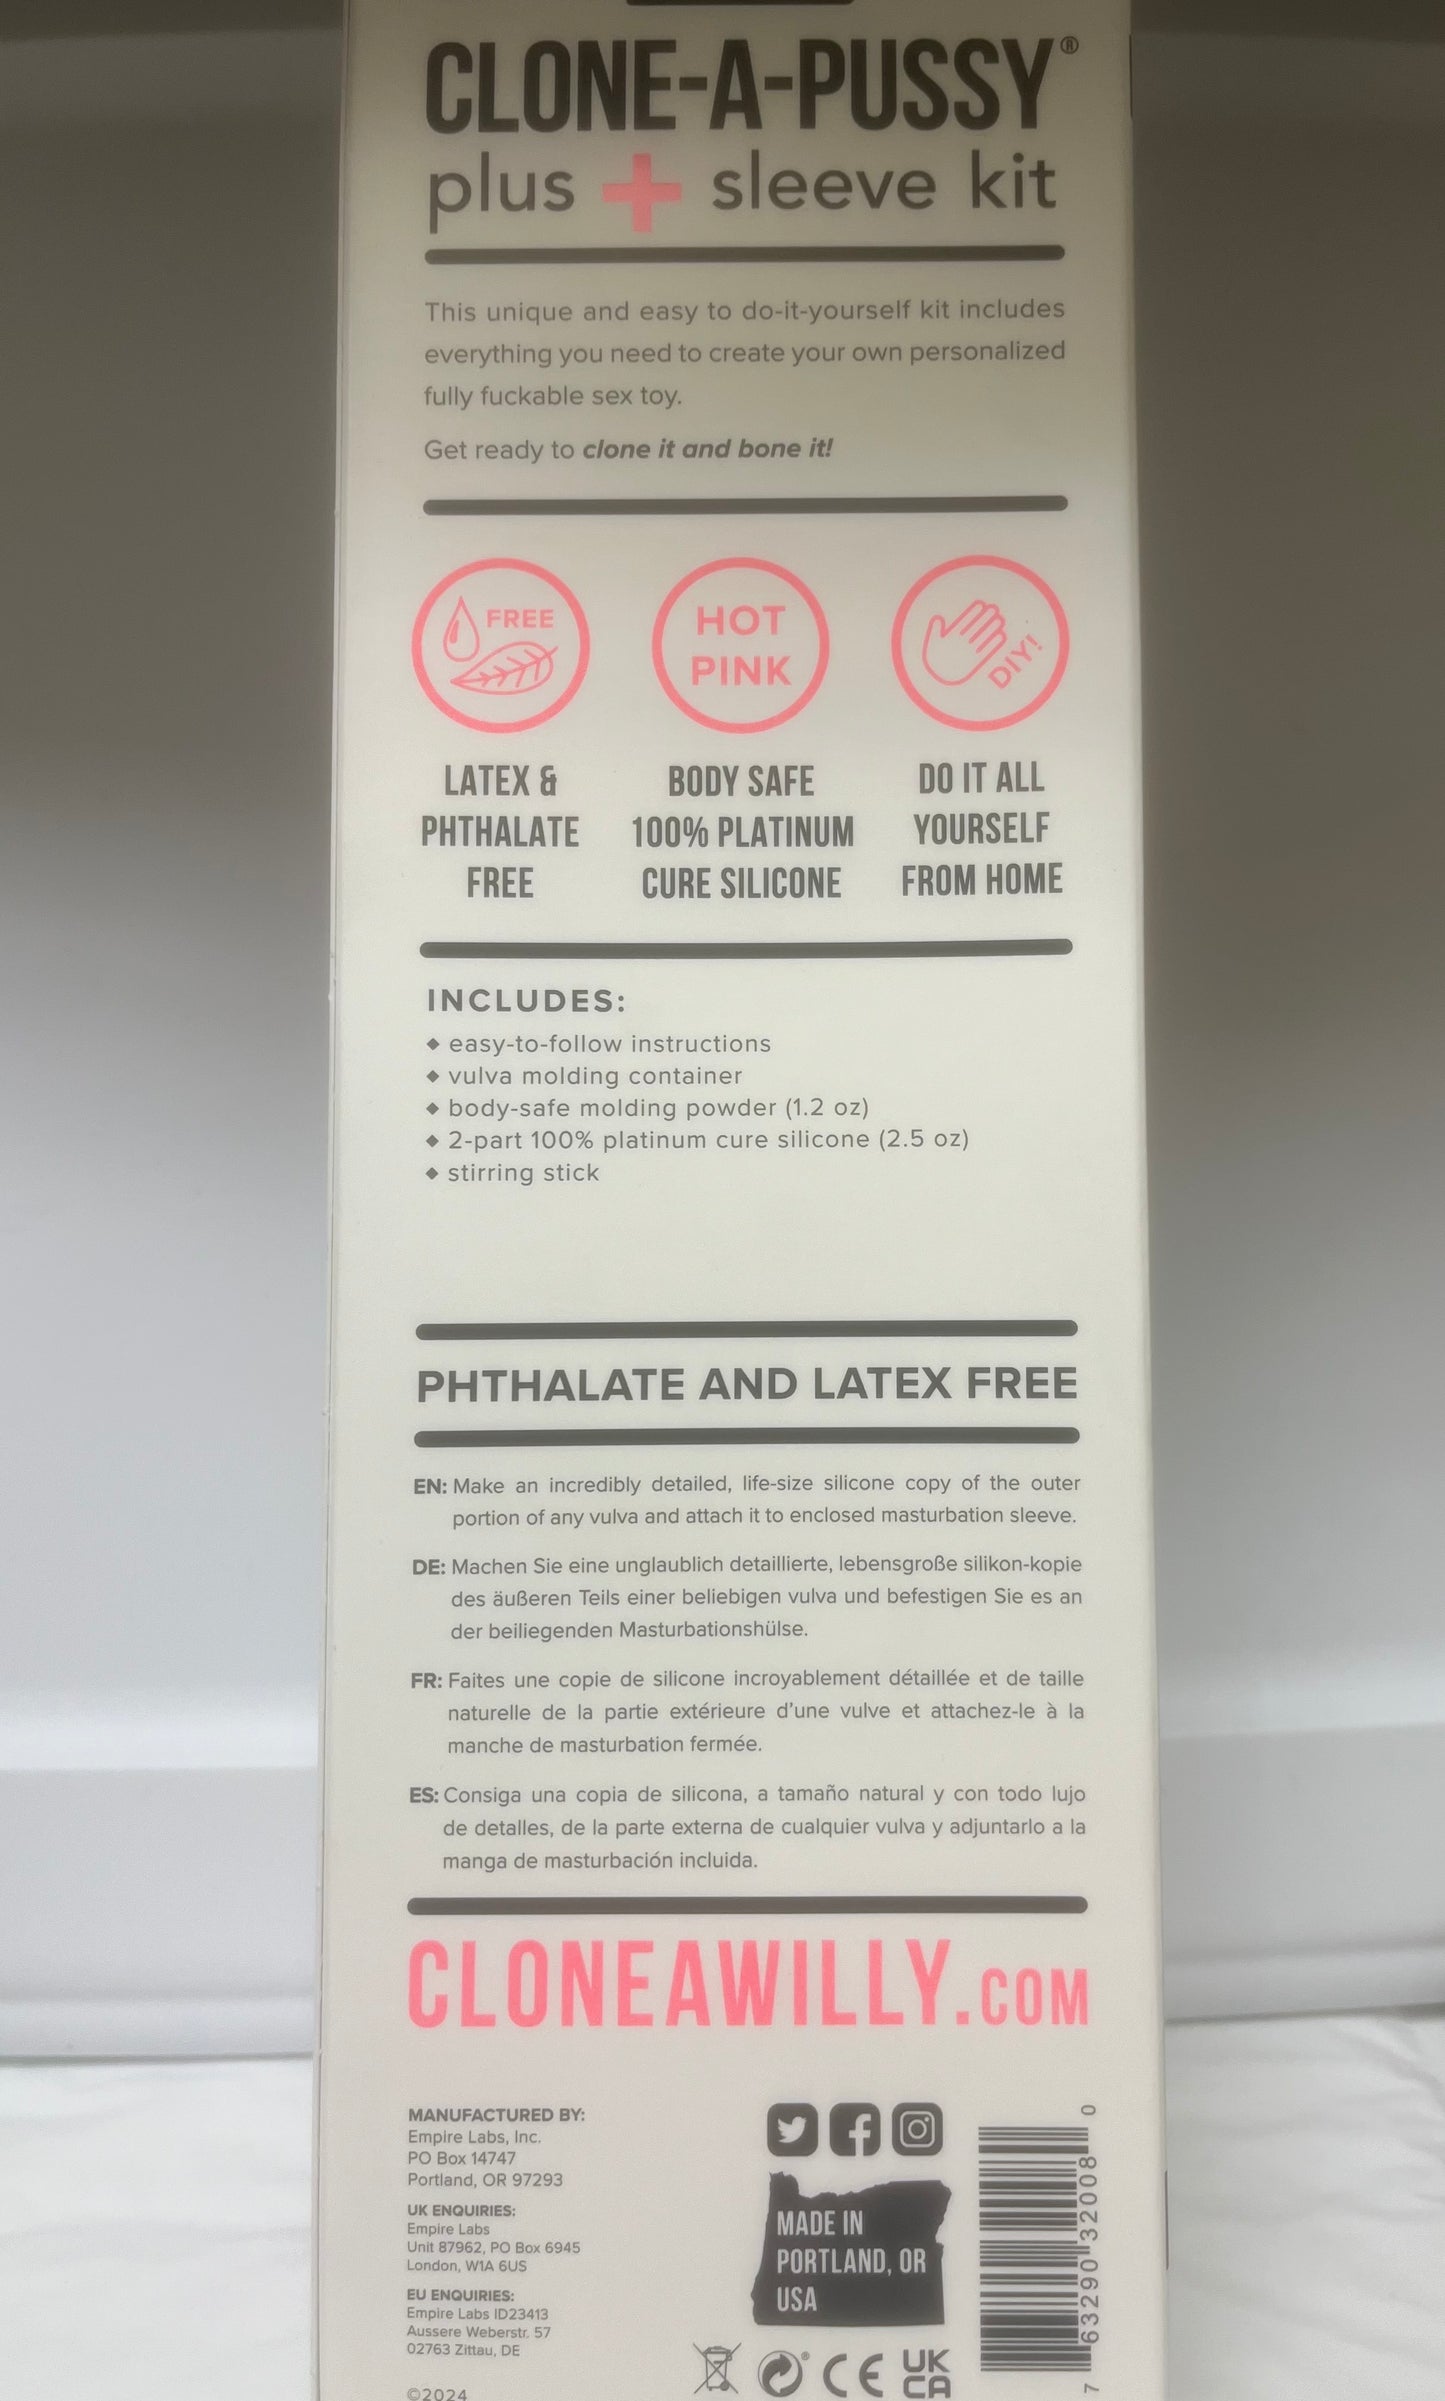 CLONE-A-PUSSY®
plus + sleeve kit
This unique and easy to do-it-yourself kit includes
everything you need to create your own personalized
fully fuckable sex toy.
Get ready to clone it and bone it!
FREE
HOT
PINK
DIY!
LATEX &
PHTHALATE
FREE
BODY SAFE
100% PLATINUM
CURE SILICONE
DO IT ALL
YOURSELF
FROM HOME
INCLUDES:
◆ easy-to-follow instructions
◆ vulva molding container
◆ body-safe molding powder (1.2 oz)
◆ 2-part 100% platinum cure silicone (2.5 oz)
◆ stirring stick
PHTHALATE AND LATEX FREE
EN: Make an incredibly detailed, life-size silicone copy of the outer
portion of any vulva and attach it to enclosed masturbation sleeve.
DE: Machen Sie eine unglaublich detaillierte, lebensgroße silikon-kopie
des äußeren Teils einer beliebigen vulva und befestigen Sie es an
der beiliegenden Masturbationshülse.
FR: Faites une copie de silicone incroyablement détaillée et de taille
naturelle de la partie extérieure d'une vulve et attachez-le à la
manche de masturbation fermée.
ES: Consiga una copia de silicona, a tamaño natural y con todo lujo
de detalles, de la parte externa de cualquier vulva y adjuntarlo a la
manga de masturbación incluida.
CLONEAWILLY.COM
MANUFACTURED BY:
Empire Labs, Inc.
PO Box 14747
Portland, OR 97293
UK ENQUIRIES:
Empire Labs
Unit 87962, PO Box 6945
London, W1A 6US
EU ENQUIRIES:
Empire Labs ID23413
Aussere Weberstr. 57
02763 Zittau, DE
©2024
MADE IN
PORTLAND, OR
USA
CE
UK
CA
7 63290 32008 0